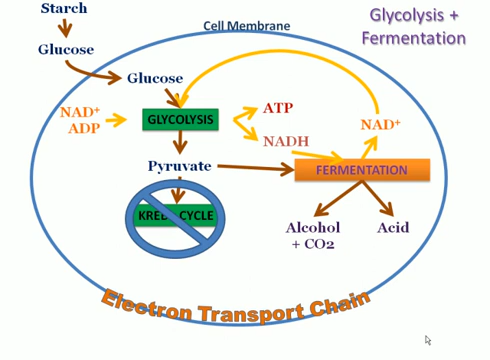 Starch
Cell Membrane
Glycolysis +
Fermentation
Glucose
Glucose
NAD+
ADP
GLYCOLYSIS
ATP
NADH
NAD+
Pyruvate
FERMENTATION
KREBS CYCLE
Alcohol
+ CO2
Acid
Electron Transport Chain